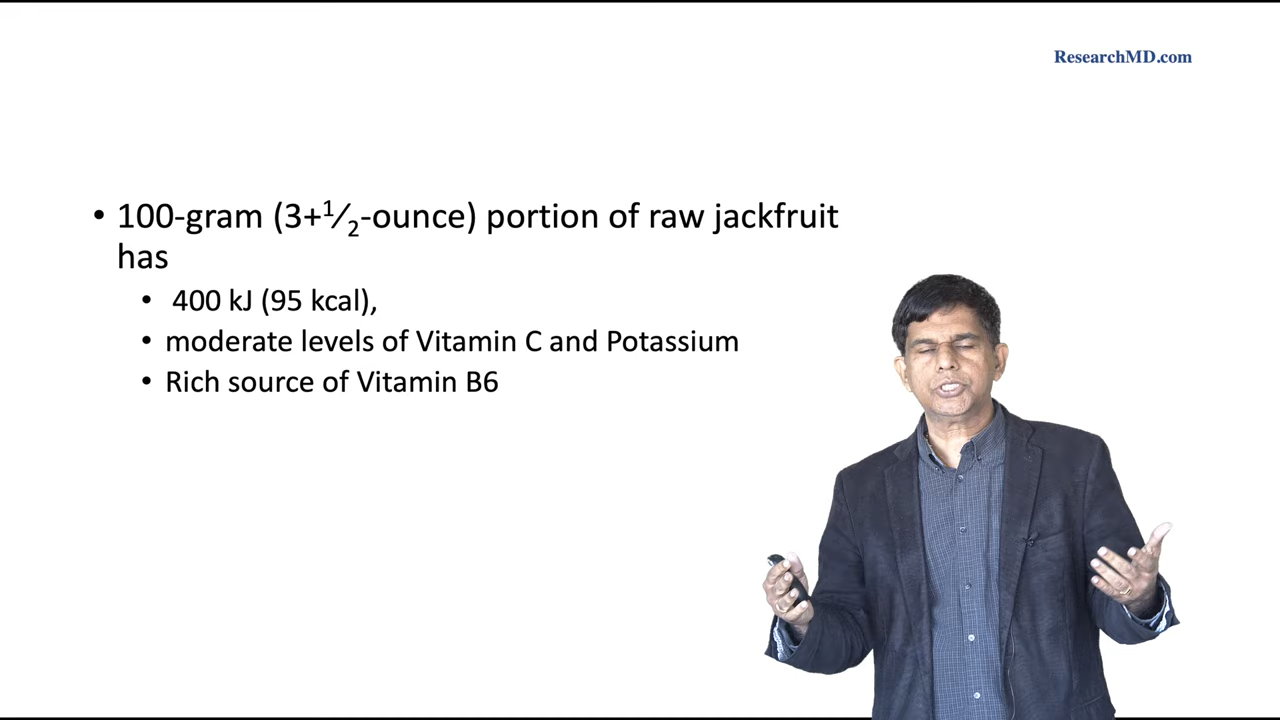 ResearchMD.com
• 100-gram (3+1⁄2-ounce) portion of raw jackfruit
has
• 400 kJ (95 kcal),
• moderate levels of Vitamin C and Potassium
• Rich source of Vitamin B6